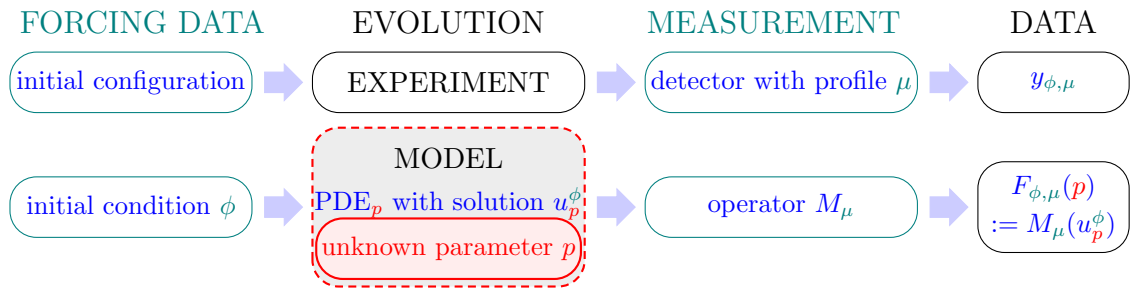 FORCING DATA EVOLUTION MEASUREMENT DATA
initial configuration EXPERIMENT detector with profile μ y_{ϕ,μ}
MODEL
initial condition ϕ PDE_p with solution u_p^ϕ operator M_μ F_{ϕ,μ}(p)
:= M_μ(u_p^ϕ)
unknown parameter p